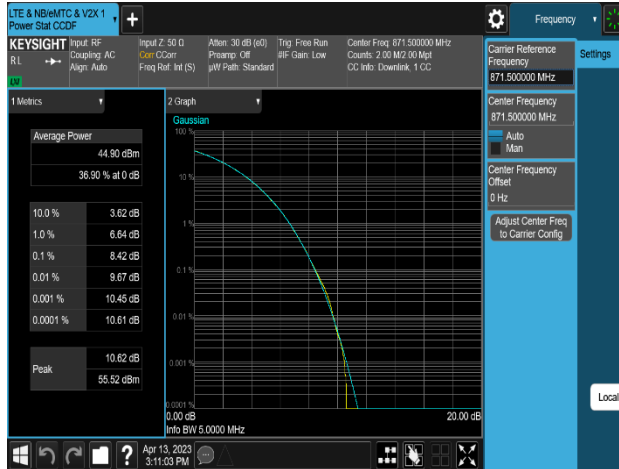 LTE & NB/eMTC & V2X 1
Power Stat CCDF
Frequency
KEYSIGHT
RL
Input: RF
Coupling: AC
Align: Auto
Input Z: 50 Ω
Corr CCorr
Freq Ref: Int (S)
Atten: 30 dB (e0)
Preamp: Off
µW Path: Standard
Trig: Free Run
#IF Gain: Low
Center Freq: 871.500000 MHz
Counts: 2.00 M/2.00 Mpt
CC Info: Downlink, 1 CC
Carrier Reference
Frequency
871.500000 MHz
Settings
Center Frequency
871.500000 MHz
Auto
Man
Center Frequency
Offset
0 Hz
Adjust Center Freq
to Carrier Config
Local
1 Metrics
Average Power
44.90 dBm
36.90 % at 0 dB
10.0 % 3.62 dB
1.0 % 6.64 dB
0.1 % 8.42 dB
0.01 % 9.67 dB
0.001 % 10.45 dB
0.0001 % 10.61 dB
Peak
10.62 dB
55.52 dBm
2 Graph
Gaussian
100 %
10 %
1 %
0.1 %
0.01 %
0.001 %
0.0001 %
0.00 dB
20.00 dB
Info BW 5.0000 MHz
?
Apr 13, 2023
3:11:03 PM